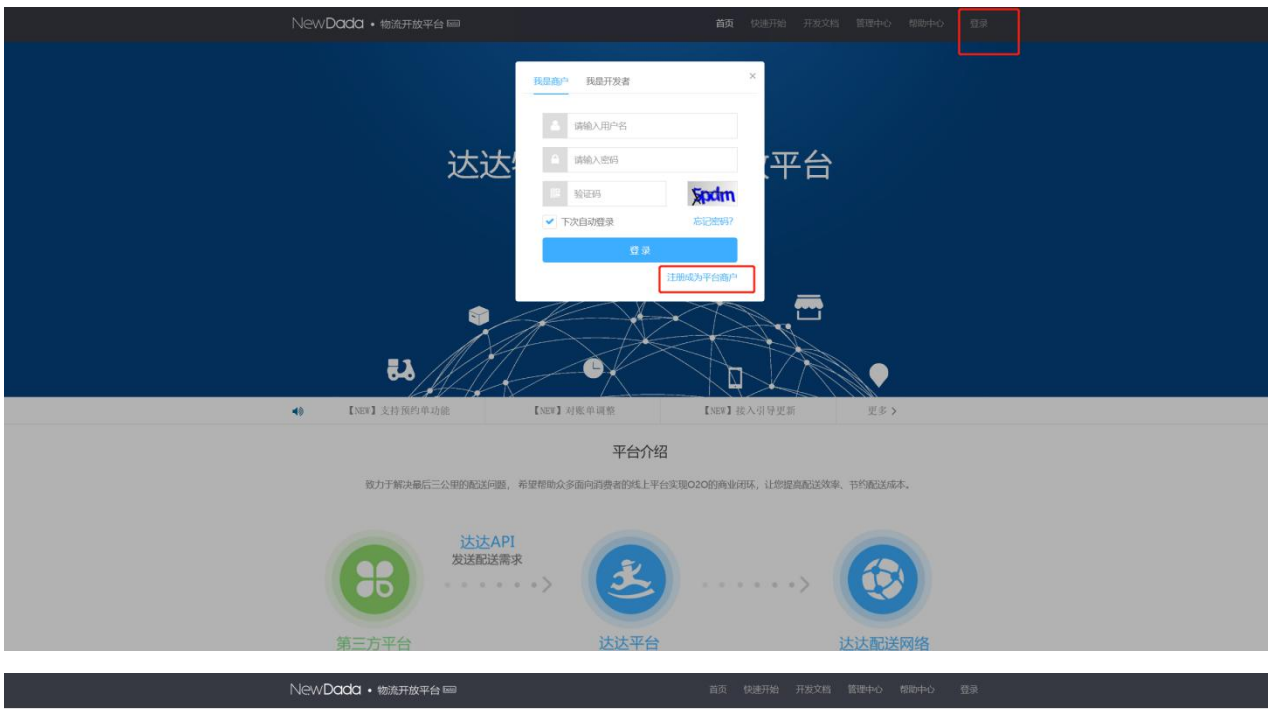 NewDada • 物流开放平台 首页 快速开始 开发文档 管理中心 帮助中心 登录
我是商户 我是开发者 ×
请输入用户名
达达 平台
请输入密码
验证码
下次自动登录 忘记密码?
登录
注册成为平台商户
【NEW】支持预约单功能 【NEW】对账单调整 【NEW】接入引导更新 更多 >
平台介绍
致力于解决最后三公里的配送问题, 希望帮助众多面向消费者的线上平台实现O2O的商业闭环, 让您提高配送效率、节约配送成本。
达达API
发送配送需求
第三方平台 达达平台 达达配送网络
NewDada • 物流开放平台 首页 快速开始 开发文档 管理中心 帮助中心 登录